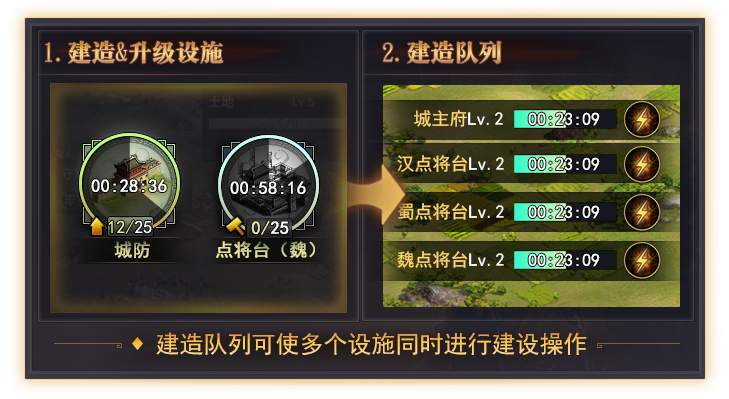 1. 建造&升级设施
土地 Lv.5
00:28:36
12/25
城防
00:58:16
0/25
点将台（魏）
2. 建造队列
城主府Lv.2 00:23:09
汉点将台Lv.2 00:23:09
蜀点将台Lv.2 00:23:09
魏点将台Lv.2 00:23:09
建造队列可使多个设施同时进行建设操作